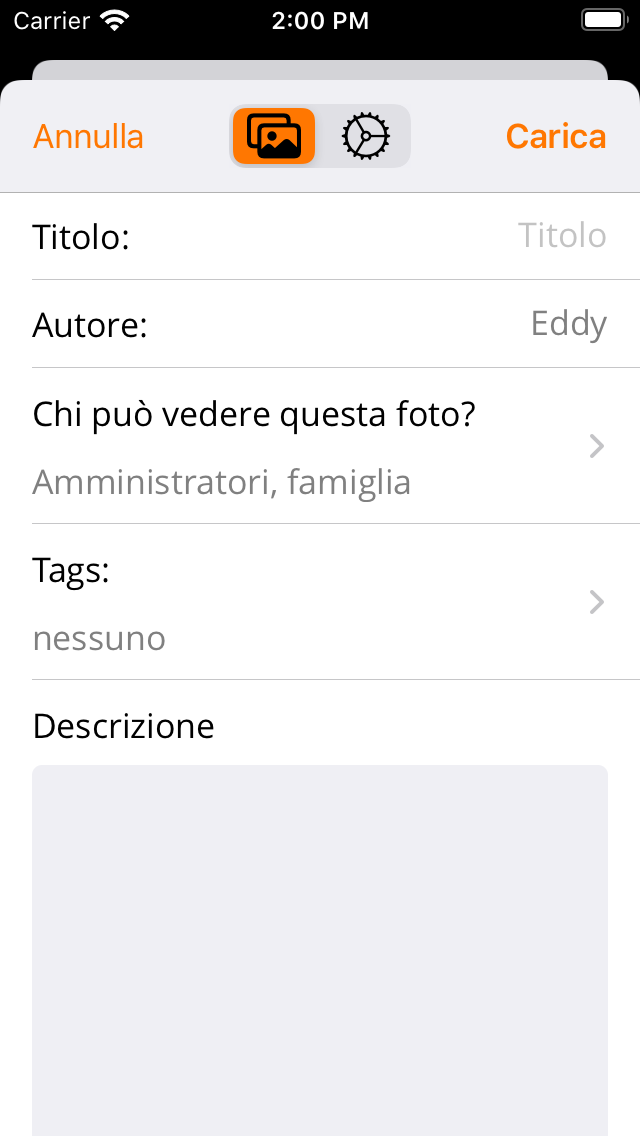 Carrier 2:00 PM
Annulla Carica
Titolo: Titolo
Autore: Eddy
Chi può vedere questa foto?
Amministratori, famiglia
Tags:
nessuno
Descrizione